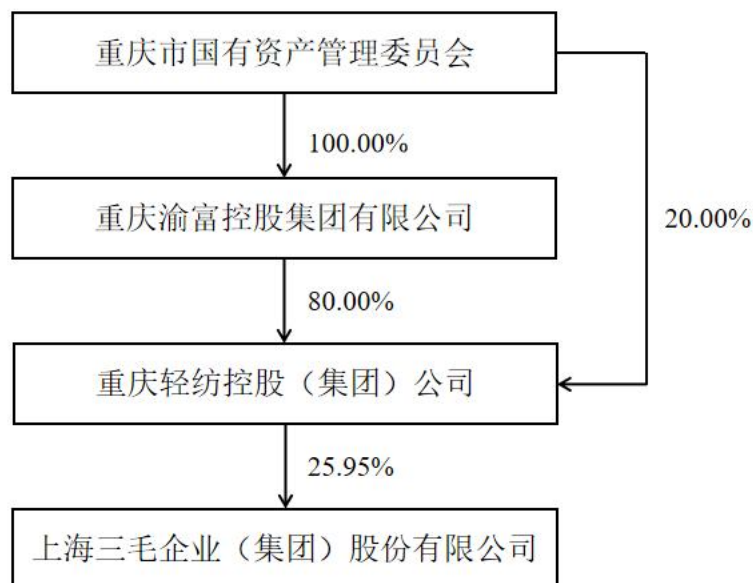 重庆市国有资产管理委员会
100.00%
重庆渝富控股集团有限公司
20.00%
80.00%
重庆轻纺控股（集团）公司
25.95%
上海三毛企业（集团）股份有限公司